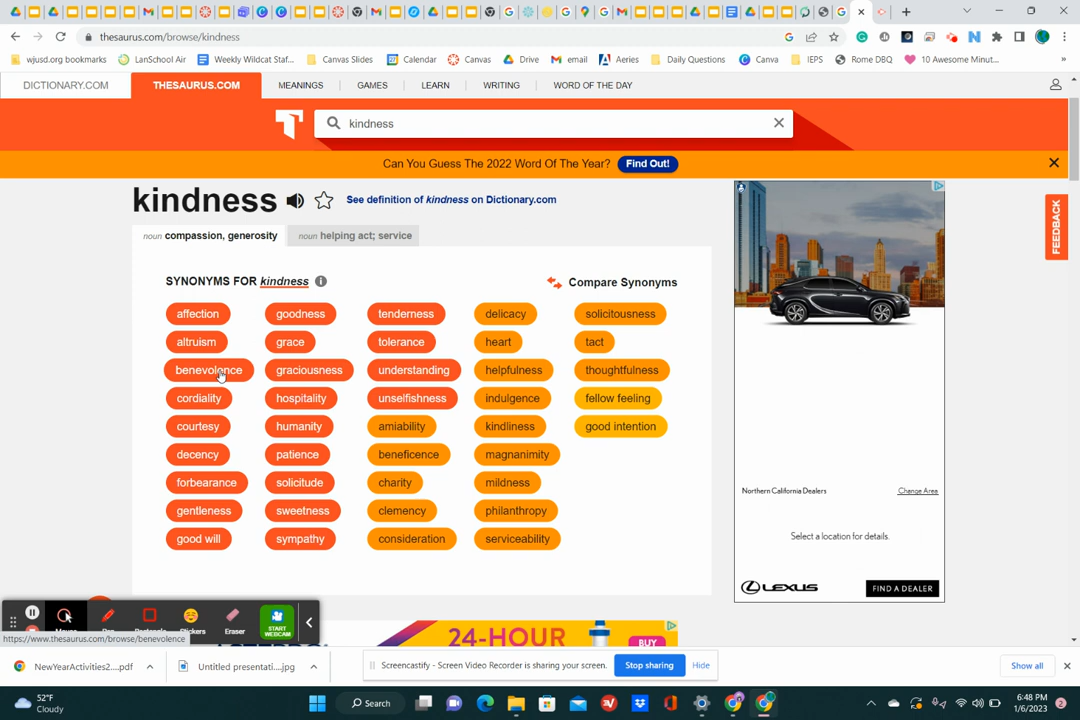 thesaurus.com/browse/kindness
wjusd.org bookmarks LanSchool Air Weekly Wildcat Staf... Canvas Slides Calendar Canvas Drive email Aeries Daily Questions Canva IEPS Rome DBQ 10 Awesome Minut... »
DICTIONARY.COM THESAURUS.COM MEANINGS GAMES LEARN WRITING WORD OF THE DAY
kindness
Can You Guess The 2022 Word Of The Year? Find Out!
kindness See definition of kindness on Dictionary.com
FEEDBACK
noun compassion, generosity noun helping act; service
SYNONYMS FOR kindness Compare Synonyms
affection goodness tenderness delicacy solicitousness
altruism grace tolerance heart tact
benevolence graciousness understanding helpfulness thoughtfulness
cordiality hospitality unselfishness indulgence fellow feeling
courtesy humanity amiability kindliness good intention
decency patience beneficence magnanimity
forbearance solicitude charity mildness
gentleness sweetness clemency philanthropy
good will sympathy consideration serviceability
Northern California Dealers Change Area
Select a location for details.
LEXUS FIND A DEALER
Stickers Eraser START WEBCAM
https://www.thesaurus.com/browse/benevolence
24-HOUR BUY
NewYearActivities2....pdf Untitled presentati....jpg Screencastify - Screen Video Recorder is sharing your screen. Stop sharing Hide Show all
52°F
Cloudy
Search
6:48 PM
1/6/2023
2